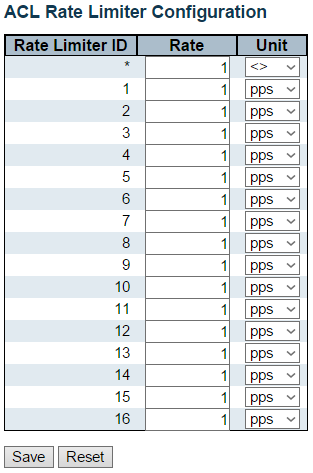 ACL Rate Limiter Configuration
Rate Limiter ID Rate Unit
* 1 <>
1 1 pps
2 1 pps
3 1 pps
4 1 pps
5 1 pps
6 1 pps
7 1 pps
8 1 pps
9 1 pps
10 1 pps
11 1 pps
12 1 pps
13 1 pps
14 1 pps
15 1 pps
16 1 pps
Save Reset